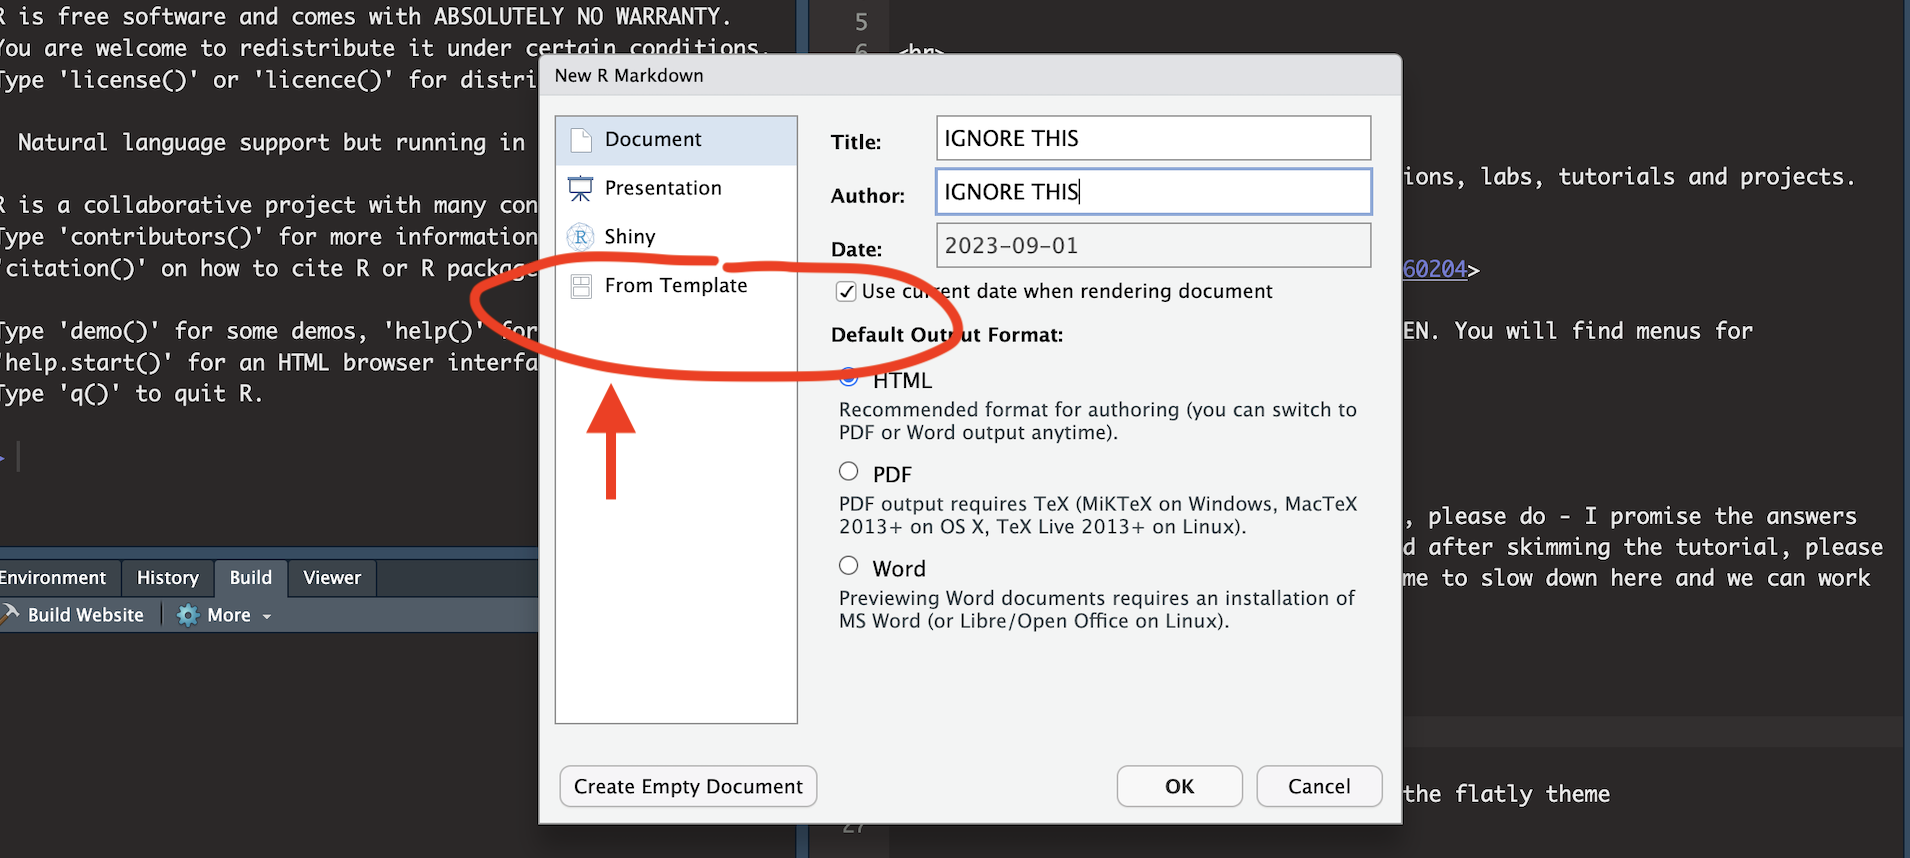 R is free software and comes with ABSOLUTELY NO WARRANTY.
You are welcome to redistribute it under certain conditions.
Type 'license()' or 'licence()' for distri
Natural language support but running in
R is a collaborative project with many con
Type 'contributors()' for more information
'citation()' on how to cite R or R package
Type 'demo()' for some demos, 'help()' for
'help.start()' for an HTML browser interfa
Type 'q()' to quit R.
>
Environment History Build Viewer
Build Website More
5
6 <br>
ions, labs, tutorials and projects.
60204>
EN. You will find menus for
, please do - I promise the answers
d after skimming the tutorial, please
me to slow down here and we can work
the flatly theme
27
New R Markdown
Document
Presentation
Shiny
From Template
Title: IGNORE THIS
Author: IGNORE THIS
Date: 2023-09-01
Use current date when rendering document
Default Output Format:
HTML
Recommended format for authoring (you can switch to
PDF or Word output anytime).
PDF
PDF output requires TeX (MiKTeX on Windows, MacTeX
2013+ on OS X, TeX Live 2013+ on Linux).
Word
Previewing Word documents requires an installation of
MS Word (or Libre/Open Office on Linux).
Create Empty Document OK Cancel